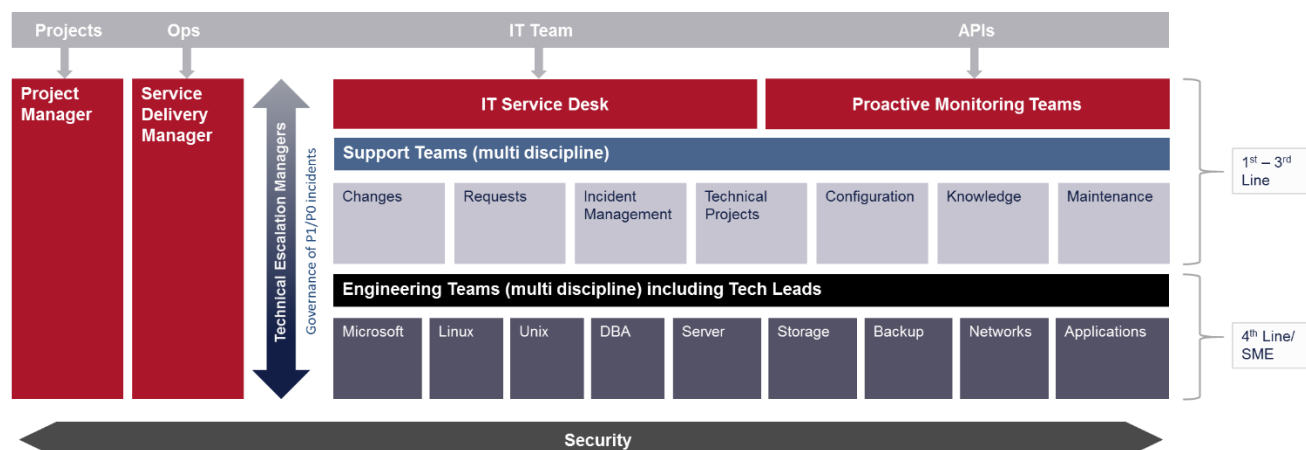 Projects
Ops
IT Team
APIs
Project
Manager
Service
Delivery
Manager
Technical Escalation Managers
Governance of P1/P0 incidents
IT Service Desk
Proactive Monitoring Teams
Support Teams (multi discipline)
Changes
Requests
Incident
Management
Technical
Projects
Configuration
Knowledge
Maintenance
1st – 3rd
Line
Engineering Teams (multi discipline) including Tech Leads
Microsoft
Linux
Unix
DBA
Server
Storage
Backup
Networks
Applications
4th Line/
SME
Security